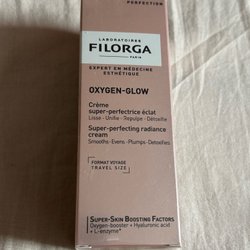 PERFECTION
LABORATOIRES
FILORGA
PARIS
EXPERT EN MÉDECINE
ESTHÉTIQUE
OXYGEN-GLOW
Crème
super-perfectrice éclat
Lisse - Unifie - Repulpe - Détoxifie
Super-perfecting radiance
cream
Smooths - Evens - Plumps - Detoxifies
FORMAT VOYAGE
TRAVEL SIZE
SUPER-SKIN BOOSTING FACTORS
Oxygen-booster + Hyaluronic acid
+ L-enzyme*